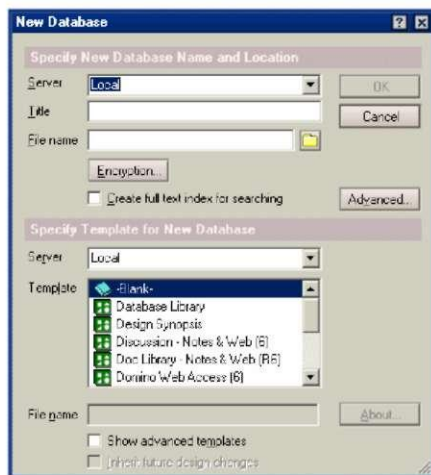 New Database
Specify New Database Name and Location
Server Local OK
Title Cancel
File name
Encryption...
Create full text index for searching Advanced...
Specify Template for New Database
Server Local
Template -Blank-
Database Library
Design Synopsis
Discussion - Notes & Web (6)
Doc Library - Notes & Web (R6)
Domino Web Access (6)
File name About...
Show advanced templates
Inherit future design changes